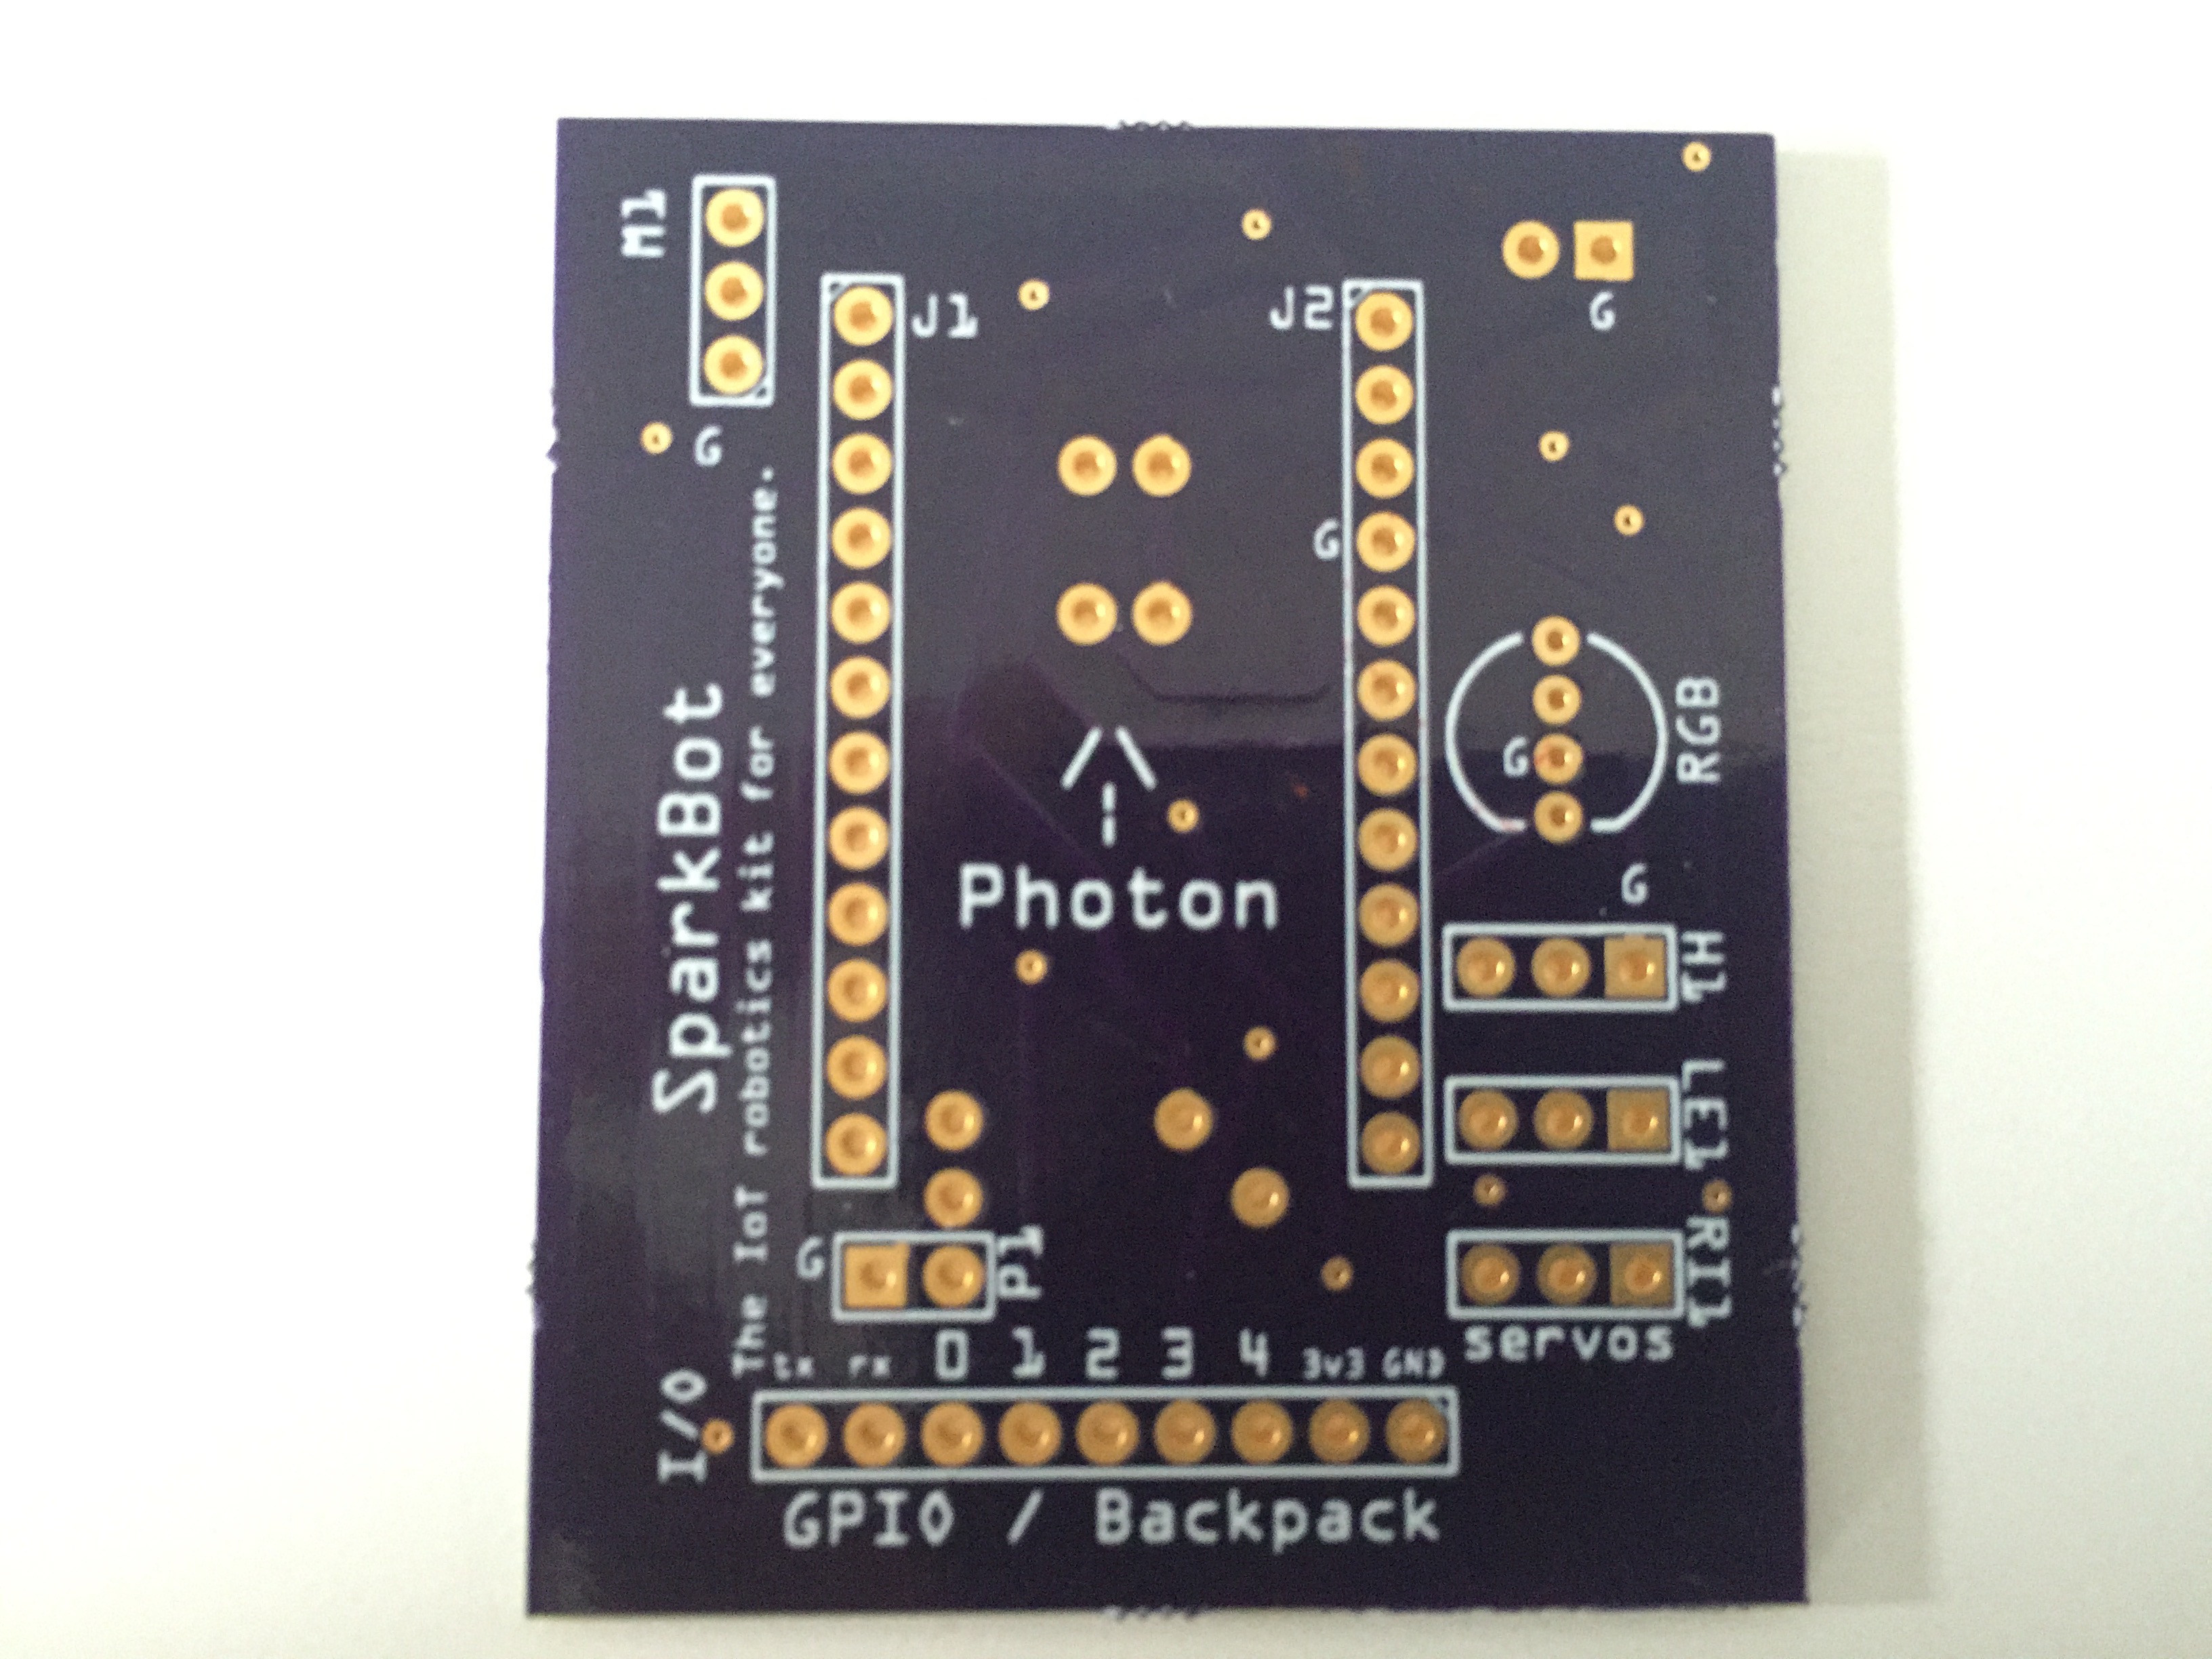 M1
G
J1
J2
G
G
SparkBot
The IoT robotics kit for everyone.
Photon
G
RGB
G
H1
LE1
RI1
servos
G
P1
I/O
tx rx 0 1 2 3 4 3v3 GND
GPIO / Backpack